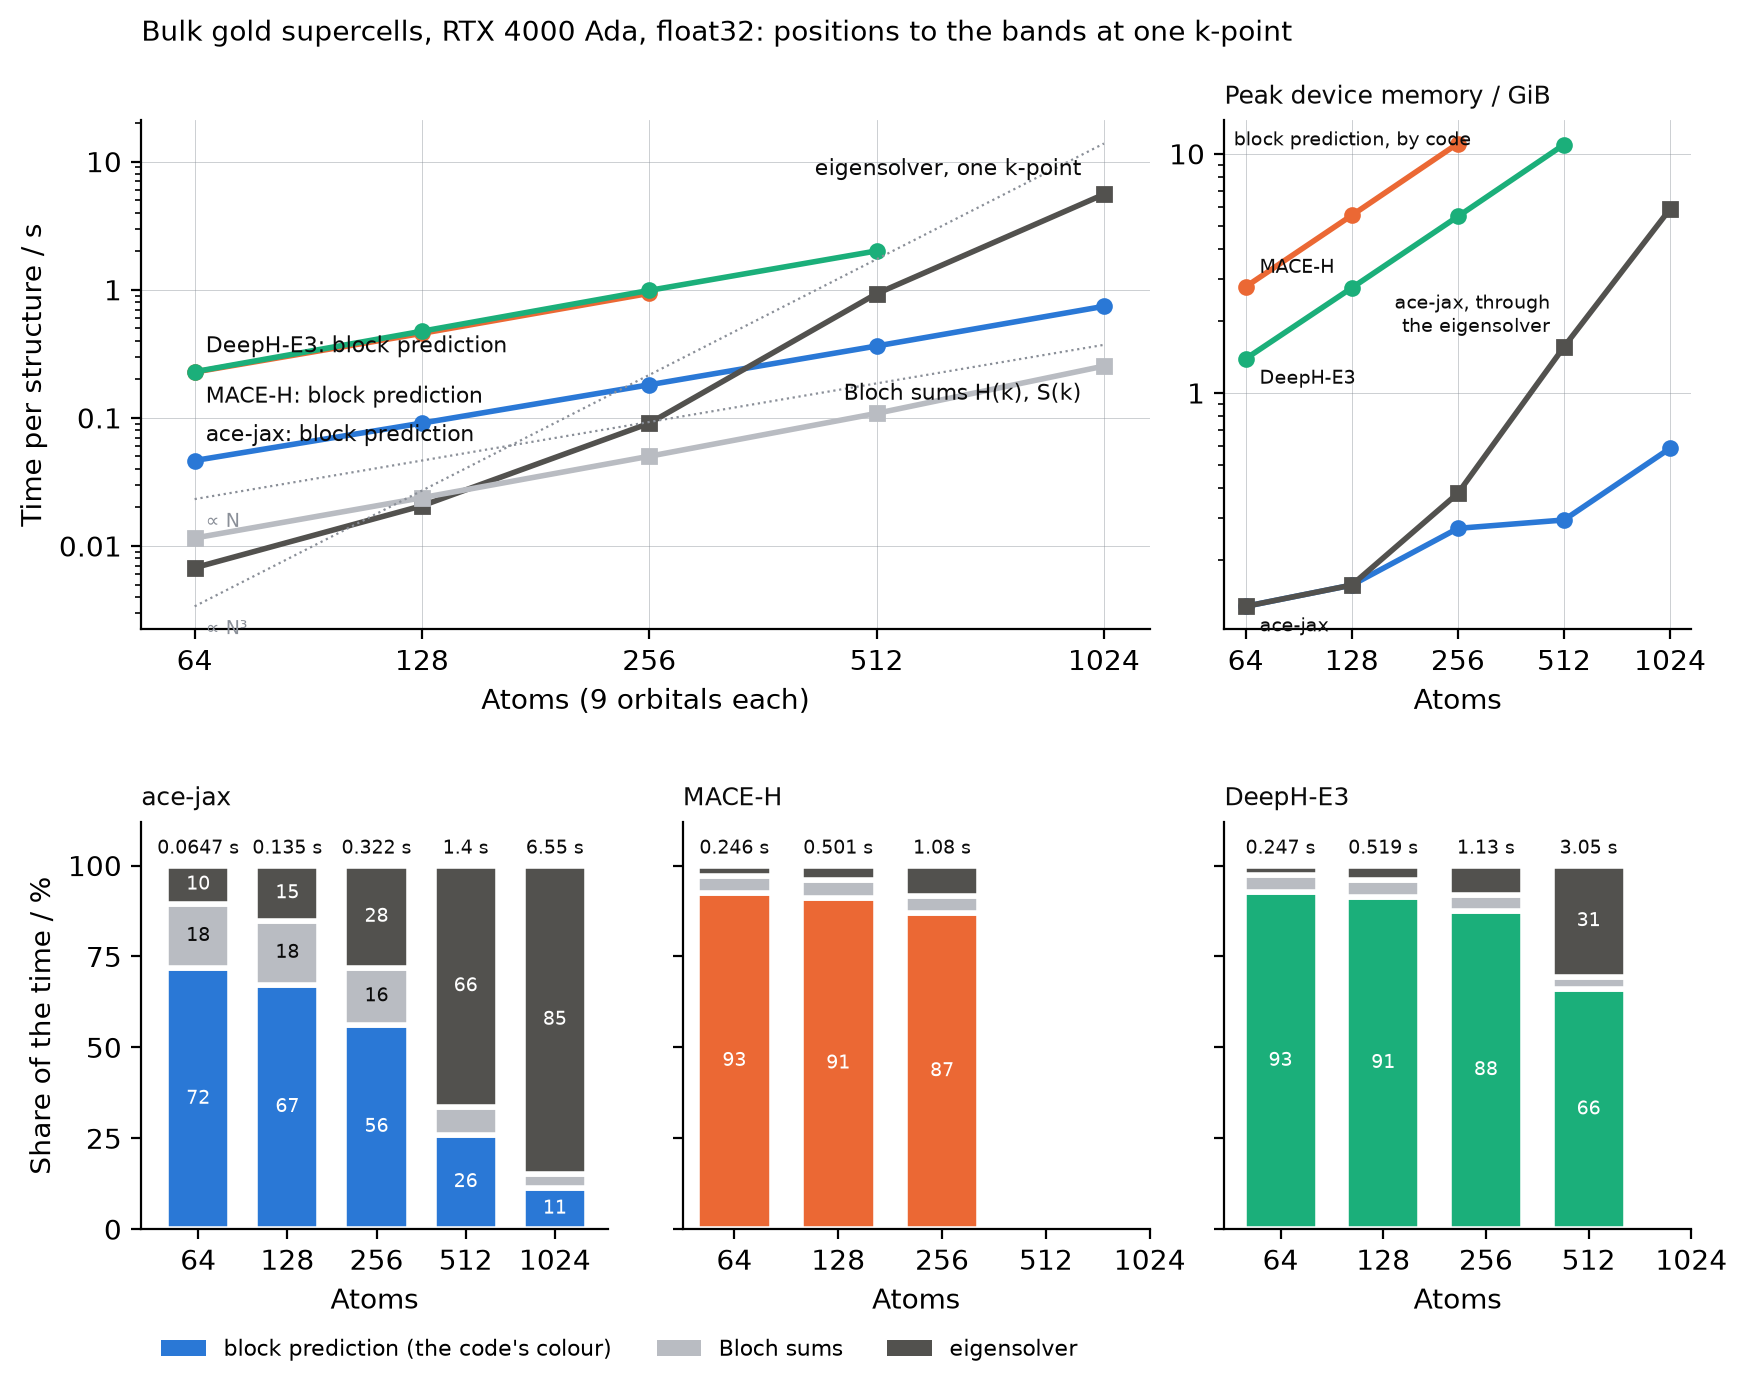 Bulk gold supercells, RTX 4000 Ada, float32: positions to the bands at one k-point
Time per structure / s
10
1
0.1
0.01
eigensolver, one k-point
DeepH-E3: block prediction
MACE-H: block prediction
ace-jax: block prediction
Bloch sums H(k), S(k)
∝ N
∝ N³
64 128 256 512 1024
Atoms (9 orbitals each)
Peak device memory / GiB
10
1
block prediction, by code
MACE-H
ace-jax, through
the eigensolver
DeepH-E3
ace-jax
64 128 256 512 1024
Atoms
Share of the time / %
100
75
50
25
0
ace-jax
0.0647 s 0.135 s 0.322 s 1.4 s 6.55 s
10 15 28 66 85
18 18 16
72 67 56 26 11
64 128 256 512 1024
Atoms
MACE-H
0.246 s 0.501 s 1.08 s
93 91 87
64 128 256 512 1024
Atoms
DeepH-E3
0.247 s 0.519 s 1.13 s 3.05 s
31
93 91 88 66
64 128 256 512 1024
Atoms
block prediction (the code's colour)
Bloch sums
eigensolver